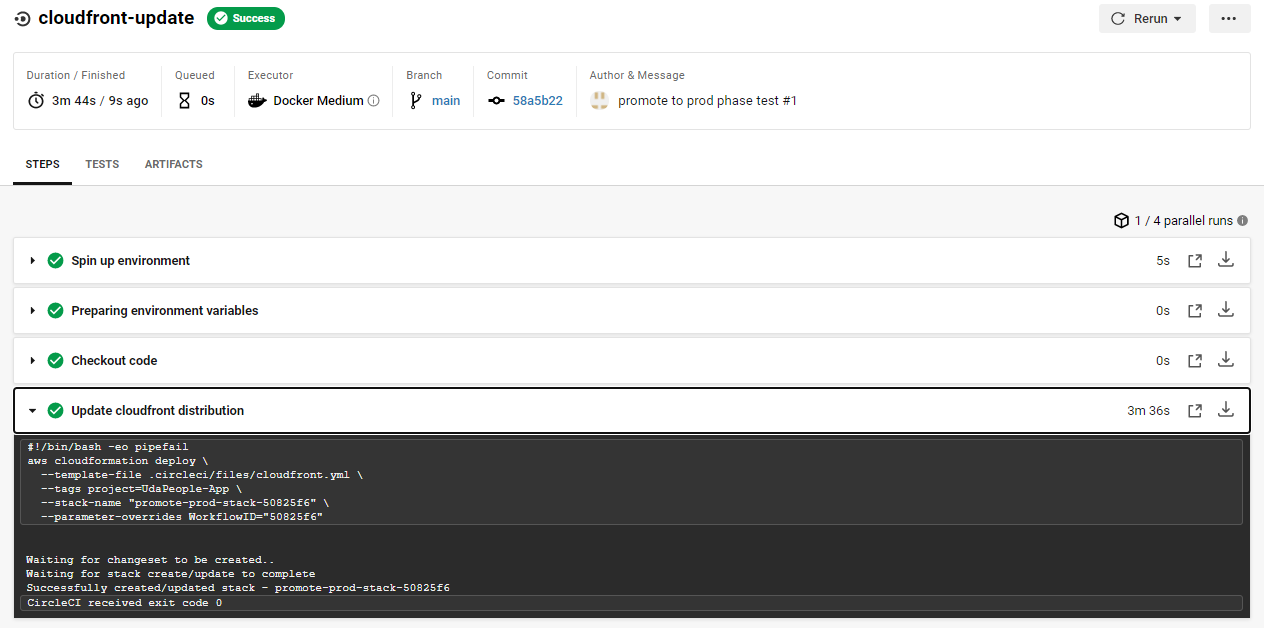 cloudfront-update Success Rerun
Duration / Finished Queued Executor Branch Commit Author & Message
3m 44s / 9s ago 0s Docker Medium main 58a5b22 promote to prod phase test #1
STEPS TESTS ARTIFACTS
1 / 4 parallel runs
Spin up environment 5s
Preparing environment variables 0s
Checkout code 0s
Update cloudfront distribution 3m 36s
#!/bin/bash -eo pipefail
aws cloudformation deploy \
--template-file .circleci/files/cloudfront.yml \
--tags project=UdaPeople-App \
--stack-name "promote-prod-stack-50825f6" \
--parameter-overrides WorkflowID="50825f6"
Waiting for changeset to be created..
Waiting for stack create/update to complete
Successfully created/updated stack - promote-prod-stack-50825f6
CircleCI received exit code 0